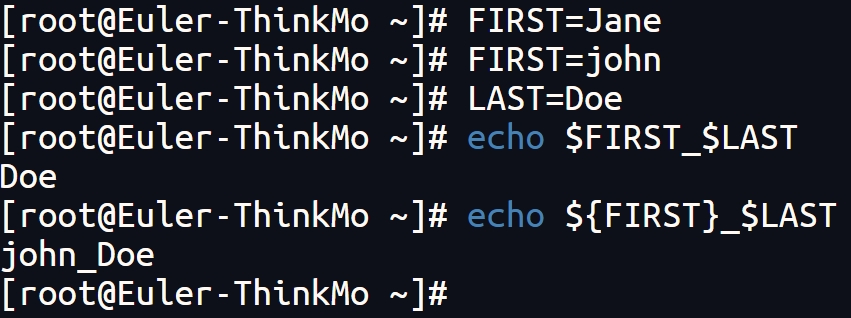 [root@Euler-ThinkMo ~]# FIRST=Jane
[root@Euler-ThinkMo ~]# FIRST=john
[root@Euler-ThinkMo ~]# LAST=Doe
[root@Euler-ThinkMo ~]# echo $FIRST_$LAST
Doe
[root@Euler-ThinkMo ~]# echo ${FIRST}_$LAST
john_Doe
[root@Euler-ThinkMo ~]#